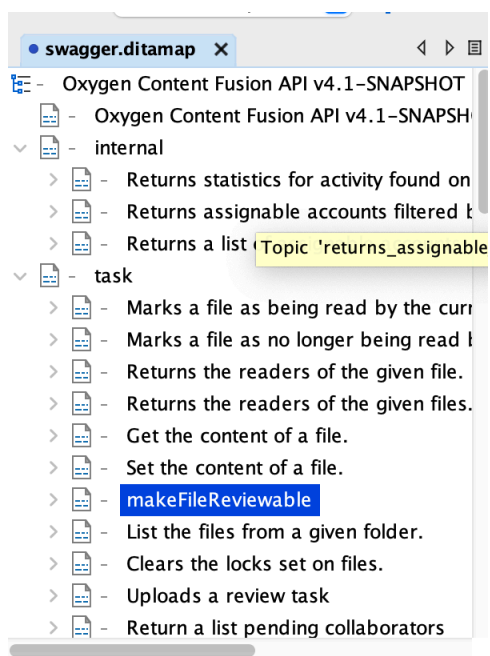 swagger.ditamap
Oxygen Content Fusion API v4.1-SNAPSHOT
Oxygen Content Fusion API v4.1-SNAPSH
internal
Returns statistics for activity found on
Returns assignable accounts filtered
Returns a list
Topic 'returns_assignable
task
Marks a file as being read by the curr
Marks a file as no longer being read
Returns the readers of the given file.
Returns the readers of the given files.
Get the content of a file.
Set the content of a file.
makeFileReviewable
List the files from a given folder.
Clears the locks set on files.
Uploads a review task
Return a list pending collaborators